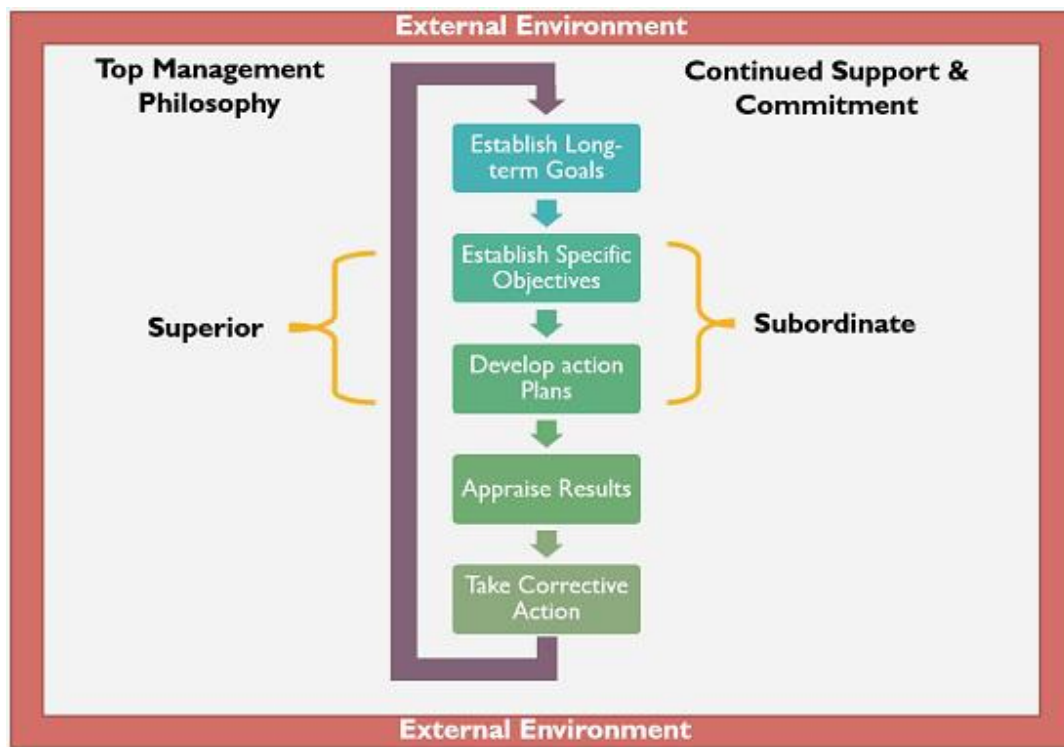 External Environment
Top Management
Philosophy
Continued Support &
Commitment
Establish Long-
term Goals
Establish Specific
Objectives
Superior
Subordinate
Develop action
Plans
Appraise Results
Take Corrective
Action
External Environment